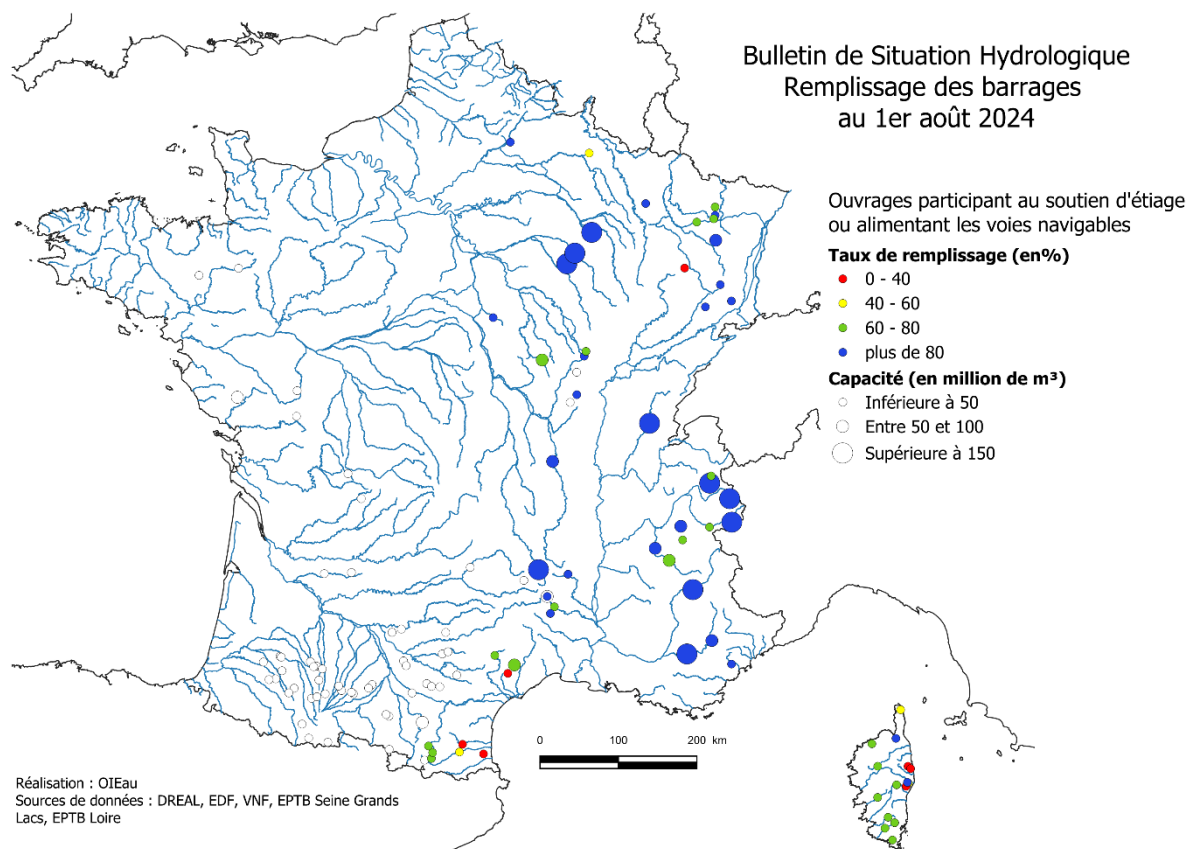 Bulletin de Situation Hydrologique
Remplissage des barrages
au 1er août 2024
Ouvrages participant au soutien d'étiage
ou alimentant les voies navigables
Taux de remplissage (en%)
0 - 40
40 - 60
60 - 80
plus de 80
Capacité (en million de m³)
Inférieure à 50
Entre 50 et 100
Supérieure à 150
0 100 200 km
Réalisation : OIEau
Sources de données : DREAL, EDF, VNF, EPTB Seine Grands
Lacs, EPTB Loire